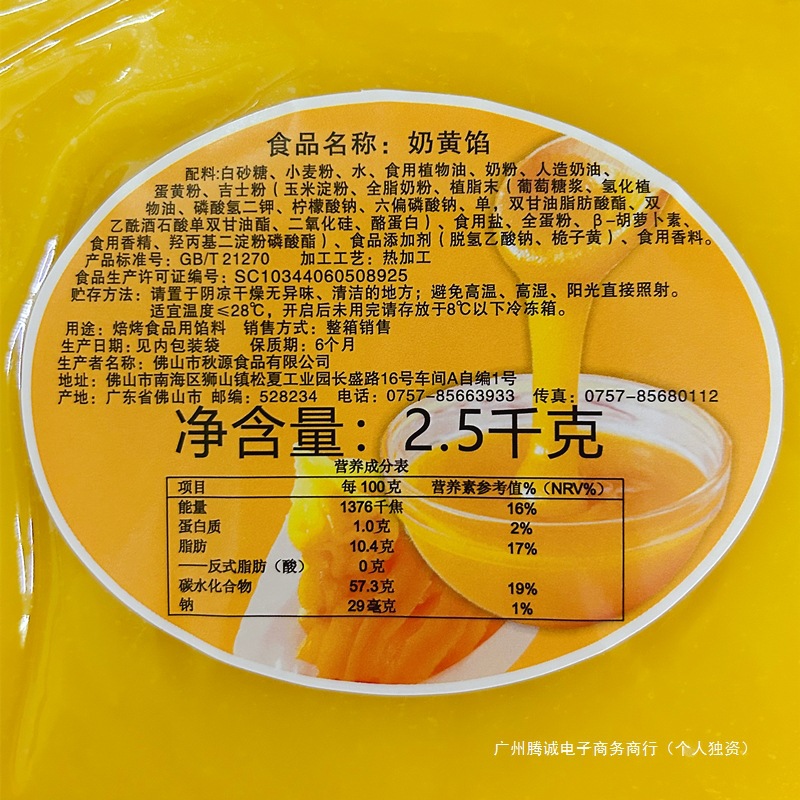 食品名称：奶黄馅
配料:白砂糖、小麦粉、水、食用植物油、奶粉、人造奶油、
蛋黄粉、吉士粉（玉米淀粉、全脂奶粉、植脂末（葡萄糖浆、氢化植
物油、磷酸氢二钾、柠檬酸钠、六偏磷酸钠、单，双甘油脂肪酸酯、双
乙酰酒石酸单双甘油酯、二氧化硅、酪蛋白）、食用盐、全蛋粉、β-胡萝卜素、
食用香精、羟丙基二淀粉磷酸酯）、食品添加剂（脱氢乙酸钠、桅子黄）、食用香料。
产品标准号：GB/T 21270 加工工艺：热加工
食品生产许可证编号：SC10344060508925
贮存方法：请置于阴凉干燥无异味、清洁的地方；避免高温、高湿、阳光直接照射。
适宜温度≤28℃，开启后未用完请存放于8℃以下冷冻箱。
用途：焙烤食品用馅料 销售方式：整箱销售
生产日期：见内包装袋 保质期：6个月
生产者名称：佛山市秋源食品有限公司
地址：佛山市南海区狮山镇松夏工业园长盛路16号车间A自编1号
产地：广东省佛山市 邮编：528234 电话：0757-85663933 传真：0757-85680112
净含量：2.5千克
营养成分表
项目 每100克 营养素参考值%（NRV%）
能量 1376千焦 16%
蛋白质 1.0克 2%
脂肪 10.4克 17%
——反式脂肪（酸） 0克
碳水化合物 57.3克 19%
钠 29毫克 1%
广州腾诚电子商务商行（个人独资）